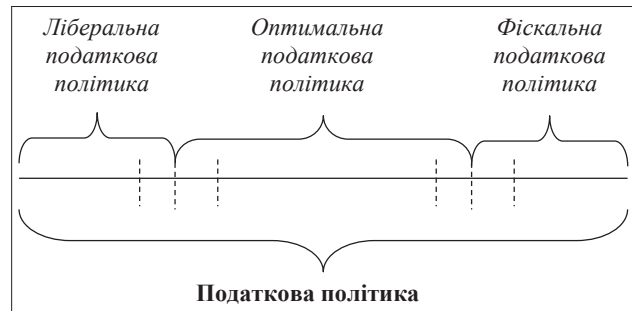 Ліберальна
податкова
політика
Оптимальна
податкова
політика
Фіскальна
податкова
політика
Податкова політика